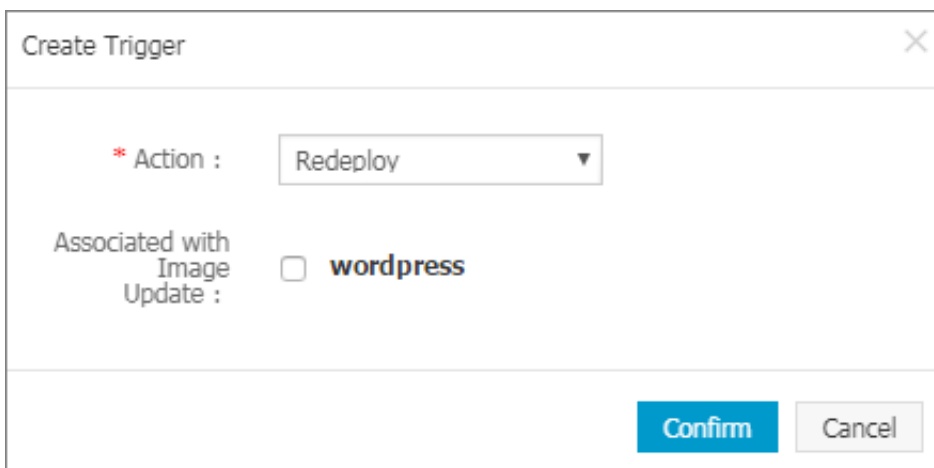 Create Trigger
* Action :
Redeploy
Associated with
Image
Update :
wordpress
Confirm
Cancel